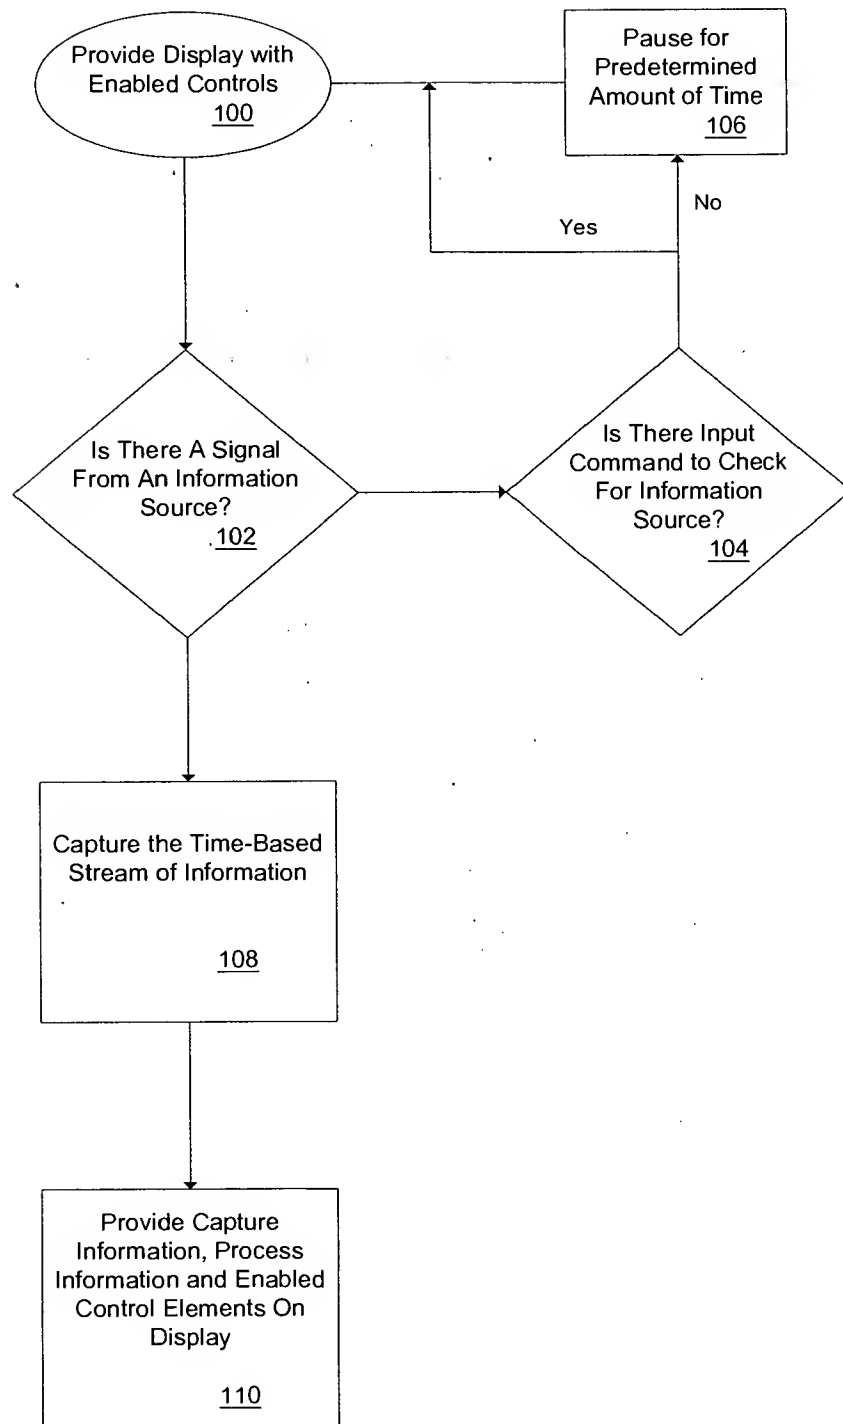 Provide Display with
Enabled Controls
100
Pause for
Predetermined
Amount of Time
106
No
Yes
Is There A Signal
From An Information
Source?
102
Is There Input
Command to Check
For Information
Source?
104
Capture the Time-Based
Stream of Information
108
Provide Capture
Information, Process
Information and Enabled
Control Elements On
Display
110